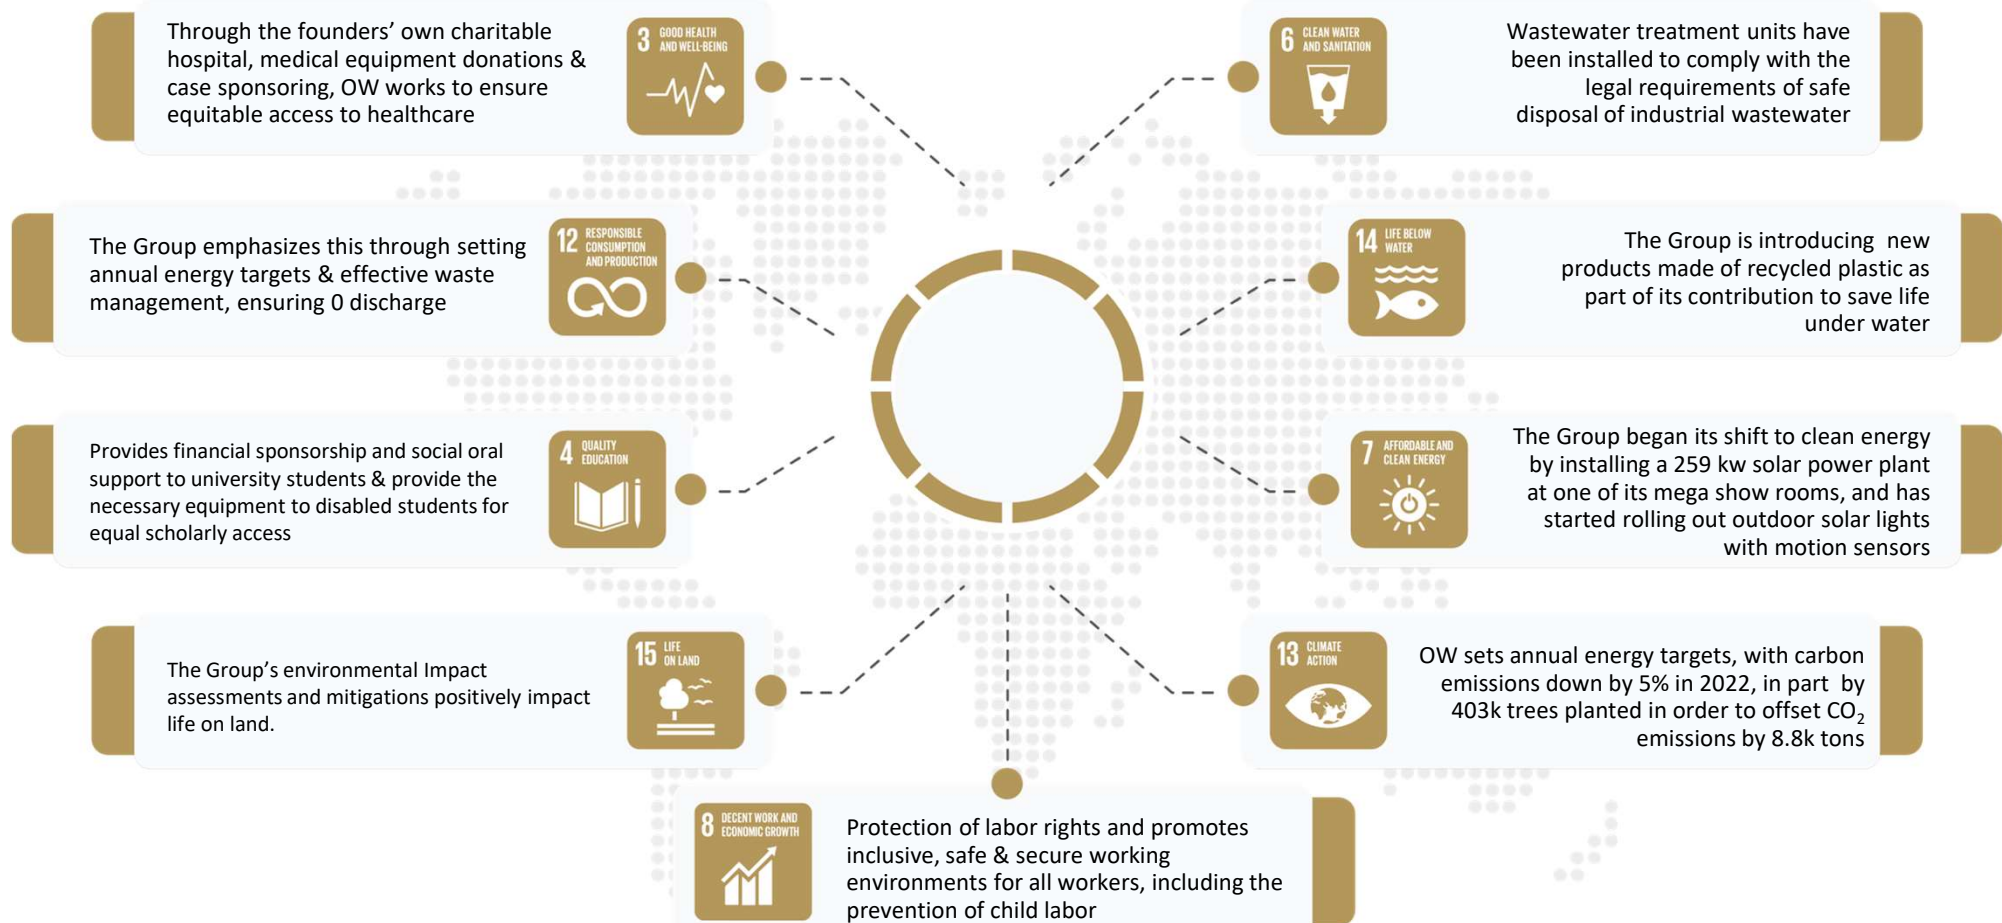 Through the founders' own charitable
hospital, medical equipment donations &
case sponsoring, OW works to ensure
equitable access to healthcare
3 GOOD HEALTH
AND WELL-BEING
6 CLEAN WATER
AND SANITATION
Wastewater treatment units have
been installed to comply with the
legal requirements of safe
disposal of industrial wastewater
The Group emphasizes this through setting
annual energy targets & effective waste
management, ensuring 0 discharge
12 RESPONSIBLE
CONSUMPTION
AND PRODUCTION
14 LIFE BELOW
WATER
The Group is introducing  new
products made of recycled plastic as
part of its contribution to save life
under water
Provides financial sponsorship and social oral
support to university students & provide the
necessary equipment to disabled students for
equal scholarly access
4 QUALITY
EDUCATION
7 AFFORDABLE AND
CLEAN ENERGY
The Group began its shift to clean energy
by installing a 259 kw solar power plant
at one of its mega show rooms, and has
started rolling out outdoor solar lights
with motion sensors
The Group's environmental Impact
assessments and mitigations positively impact
life on land.
15 LIFE
ON LAND
13 CLIMATE
ACTION
OW sets annual energy targets, with carbon
emissions down by 5% in 2022, in part  by
403k trees planted in order to offset CO₂
emissions by 8.8k tons
8 DECENT WORK AND
ECONOMIC GROWTH
Protection of labor rights and promotes
inclusive, safe & secure working
environments for all workers, including the
prevention of child labor